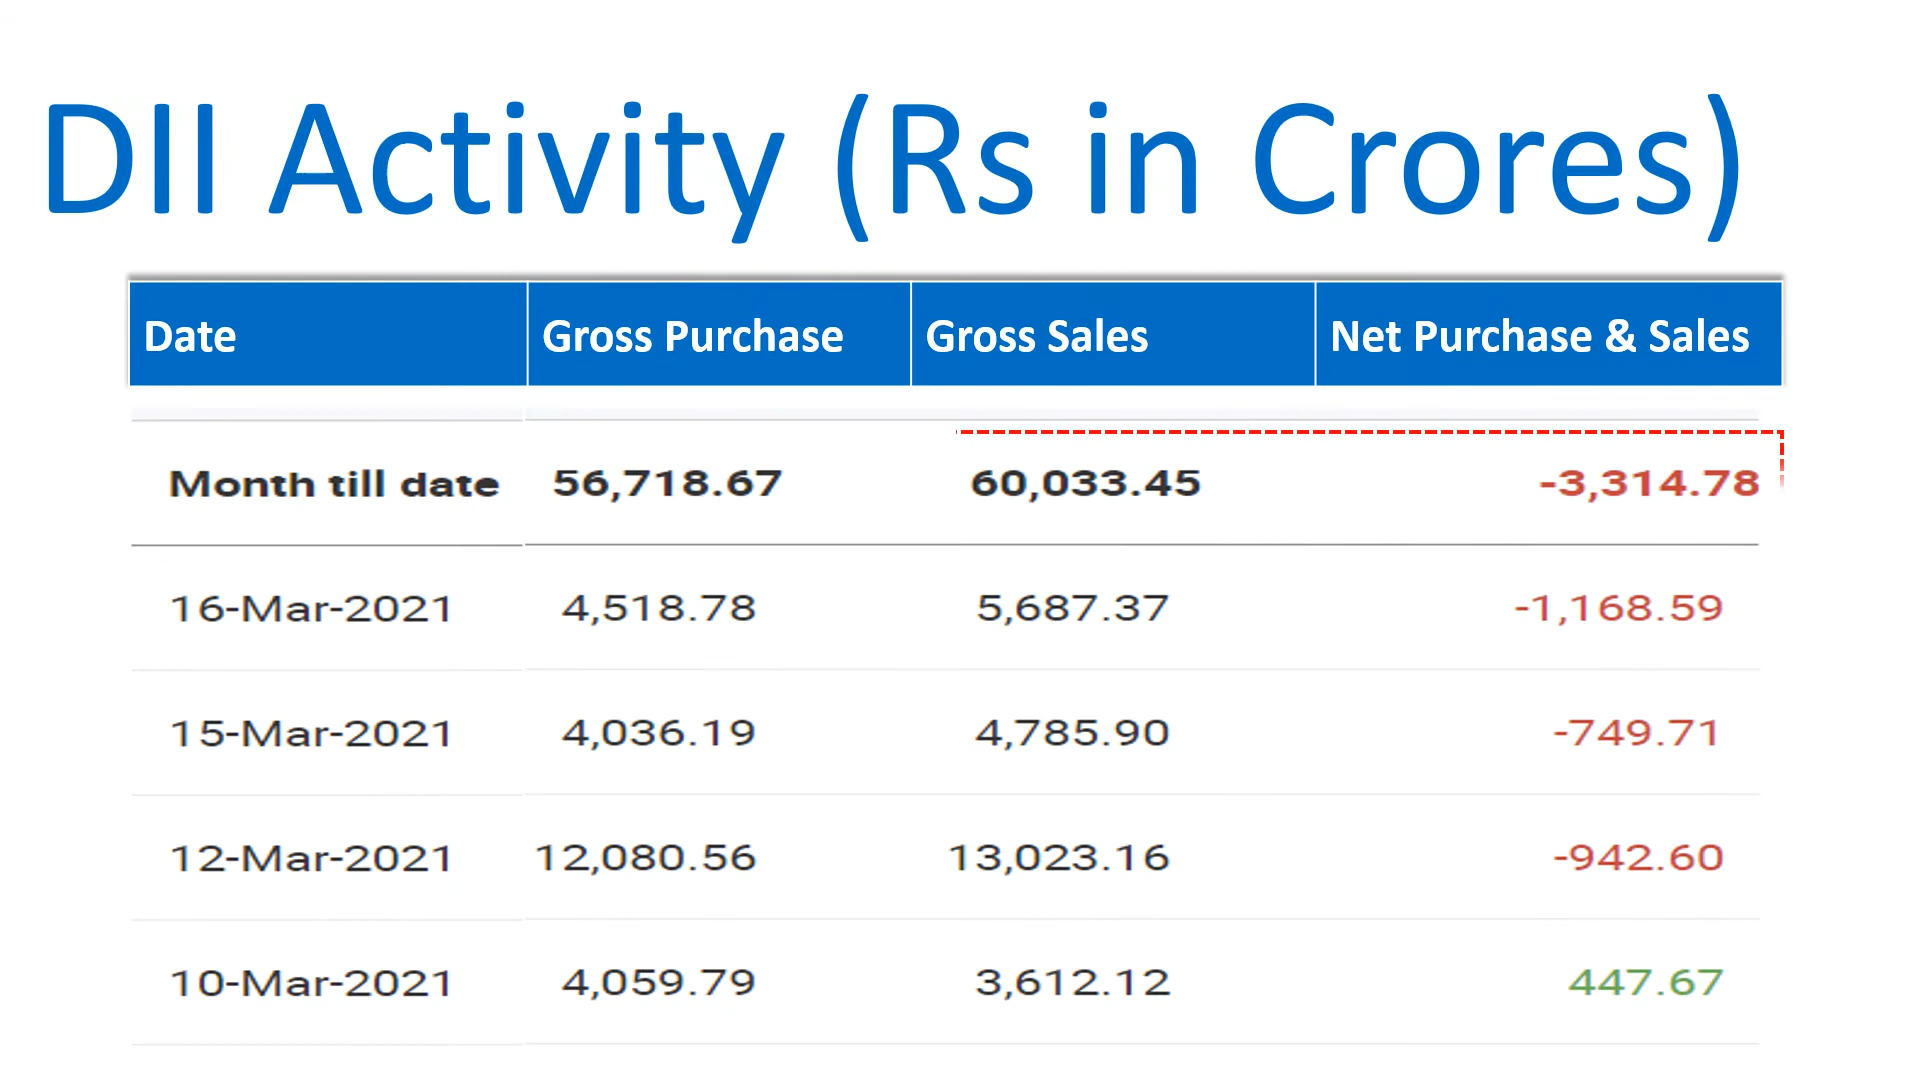 DII Activity (Rs in Crores)
Date Gross Purchase Gross Sales Net Purchase & Sales
Month till date 56,718.67 60,033.45 -3,314.78
16-Mar-2021 4,518.78 5,687.37 -1,168.59
15-Mar-2021 4,036.19 4,785.90 -749.71
12-Mar-2021 12,080.56 13,023.16 -942.60
10-Mar-2021 4,059.79 3,612.12 447.67